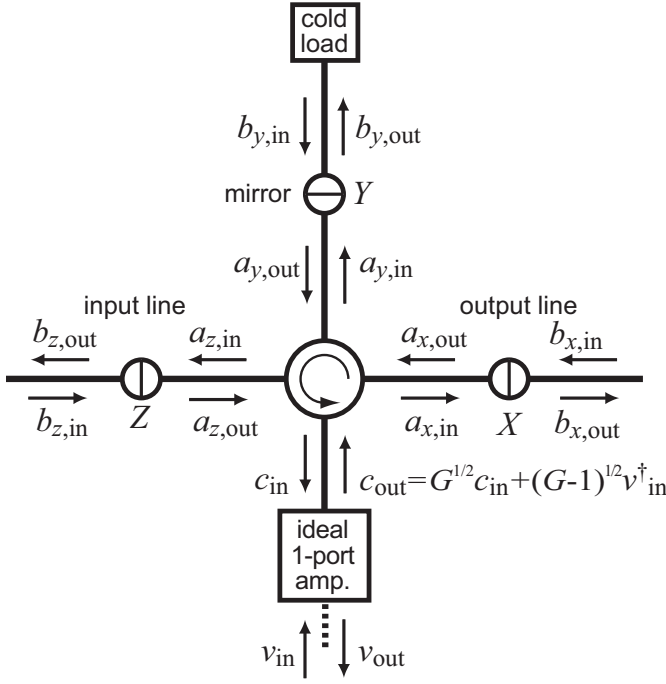 cold
load
b_y,in
b_y,out
mirror
Y
a_y,out
a_y,in
input line
output line
b_z,out
a_z,in
a_x,out
b_x,in
b_z,in
Z
a_z,out
a_x,in
X
b_x,out
c_in
c_out=G^1/2 c_in+(G-1)^1/2 v^†_in
ideal
1-port
amp.
v_in
v_out